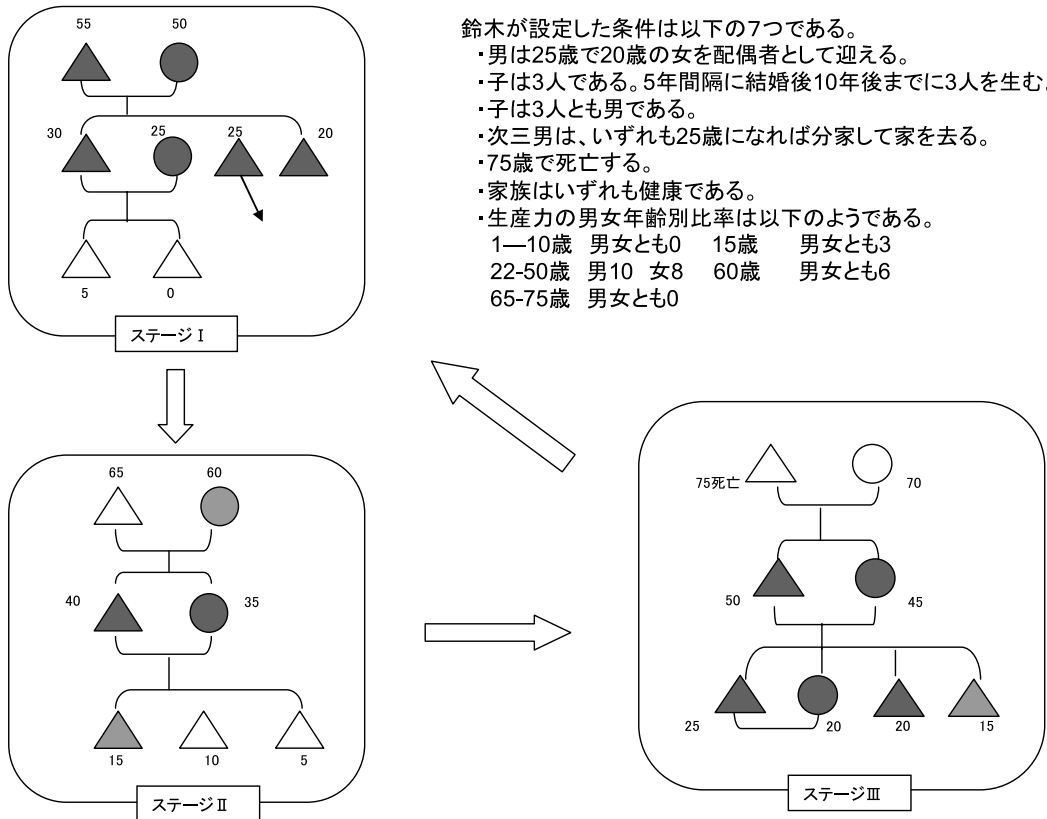 55 50
30 25 25 20
5 0
ステージⅠ
鈴木が設定した条件は以下の7つである。
・男は25歳で20歳の女を配偶者として迎える。
・子は3人である。5年間隔に結婚後10年後までに3人を生む。
・子は3人とも男である。
・次三男は、いずれも25歳になれば分家して家を去る。
・75歳で死亡する。
・家族はいずれも健康である。
・生産力の男女年齢別比率は以下のようである。
1―10歳 男女とも0 15歳 男女とも3
22-50歳 男10 女8 60歳 男女とも6
65-75歳 男女とも0
65 60
40 35
15 10 5
ステージⅡ
75死亡 70
50 45
25 20 20 15
ステージⅢ